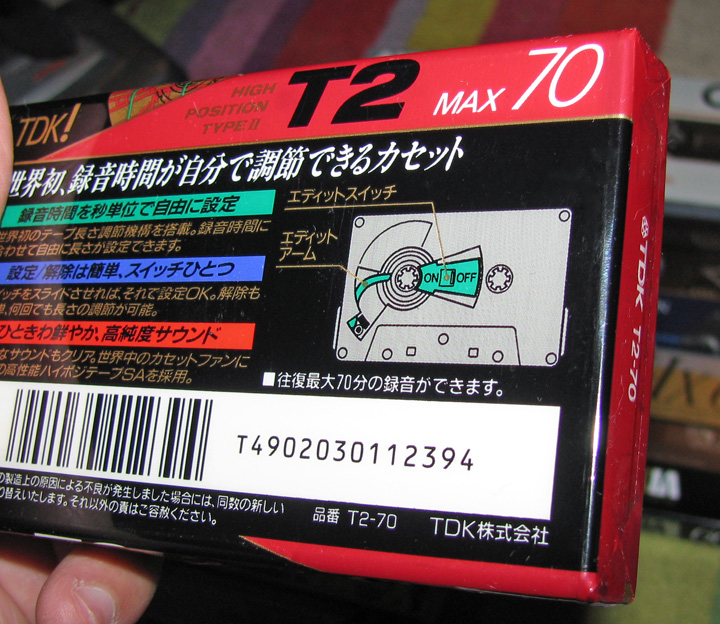 TDK!
HIGH
POSITION
TYPE II
T2
MAX 70
世界初、録音時間が自分で調節できるカセット
録音時間を秒単位で自由に設定
世界初のテープ長さ調節機構を搭載。録音時間に
合わせて自由に長さが設定できます。
設定/解除は簡単、スイッチひとつ
ッチをスライドさせれば、それで設定OK。解除も
単、何回でも長さの調節が可能。
ひときわ鮮やか、高純度サウンド
なサウンドもクリア。世界中のカセットファンに
の高性能ハイポジテープSAを採用。
エディットスイッチ
エディット
アーム
ON OFF
■往復最大70分の録音ができます。
T4902030112394
の製造上の原因による不良が発生しました場合には、同数の新しい
り替えいたします。それ以外の責はご容赦ください。
品番 T2-70
TDK株式会社
TDK T2-70